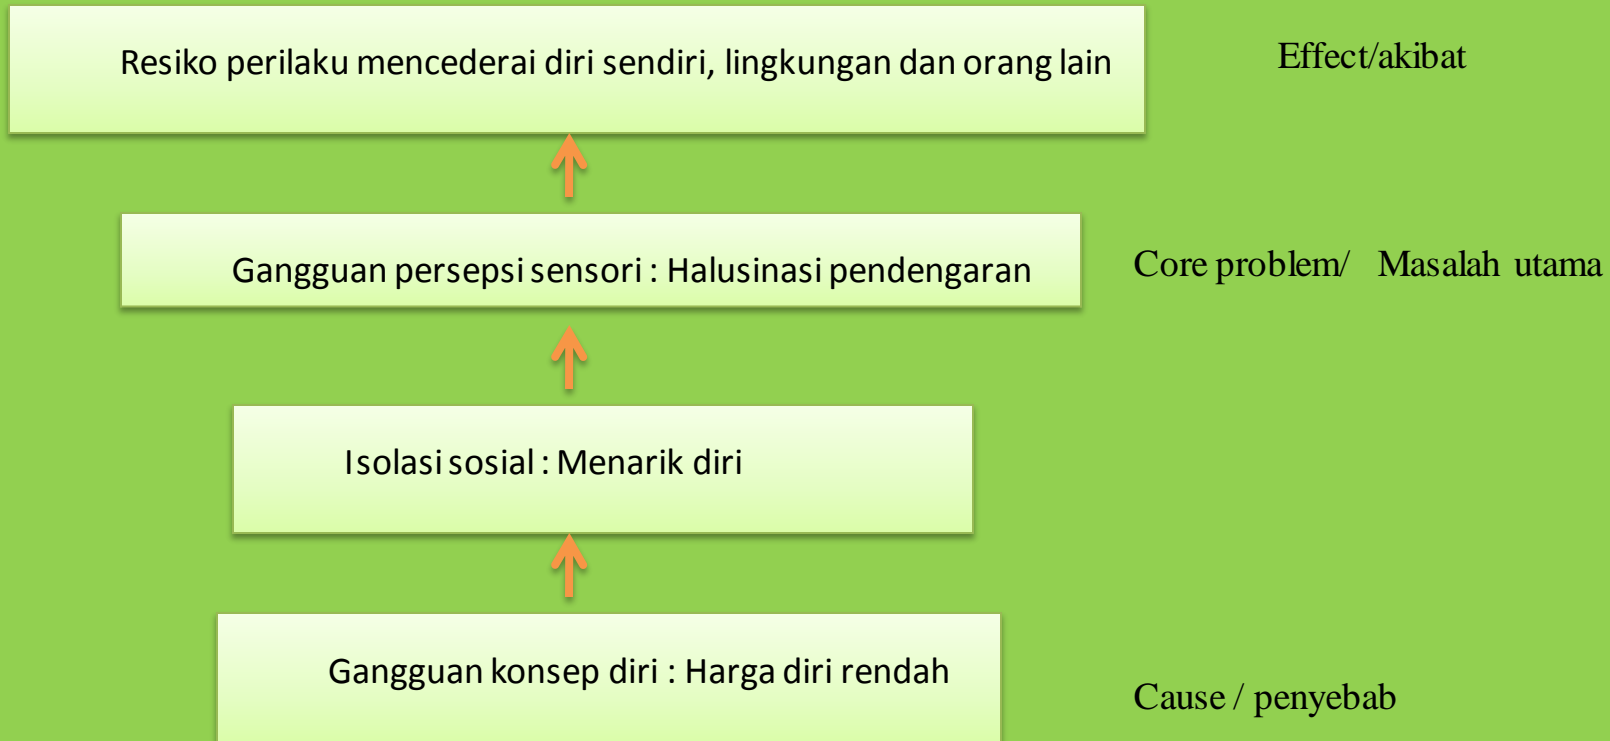 Resiko perilaku mencederai diri sendiri, lingkungan dan orang lain
Effect/akibat
Gangguan persepsi sensori : Halusinasi pendengaran
Core problem/ Masalah utama
Isolasi sosial : Menarik diri
Gangguan konsep diri : Harga diri rendah
Cause / penyebab